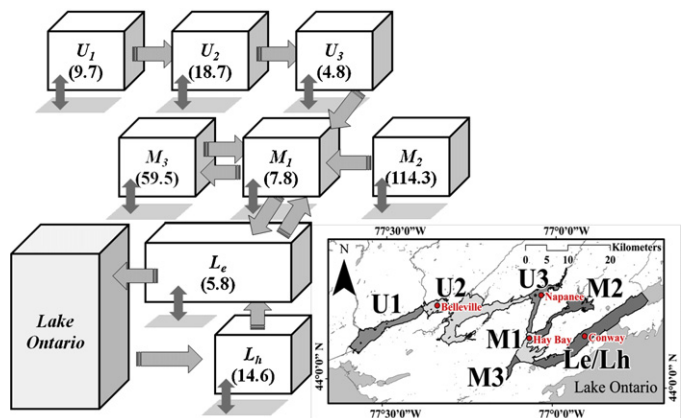 U1 U2 U3
(9.7) (18.7) (4.8)
M3 M1 M2
(59.5) (7.8) (114.3)
Le
(5.8)
Lake
Ontario
Lh
(14.6)
77°30'0"W 77°0'0"W
N
Kilometers
0 5 10 20
U1 U2 U3 M2
Belleville Napanee
M1 Hay Bay Conway
M3 Le/Lh
Lake Ontario
44°0'0"N 44°0'0"N
77°30'0"W 77°0'0"W